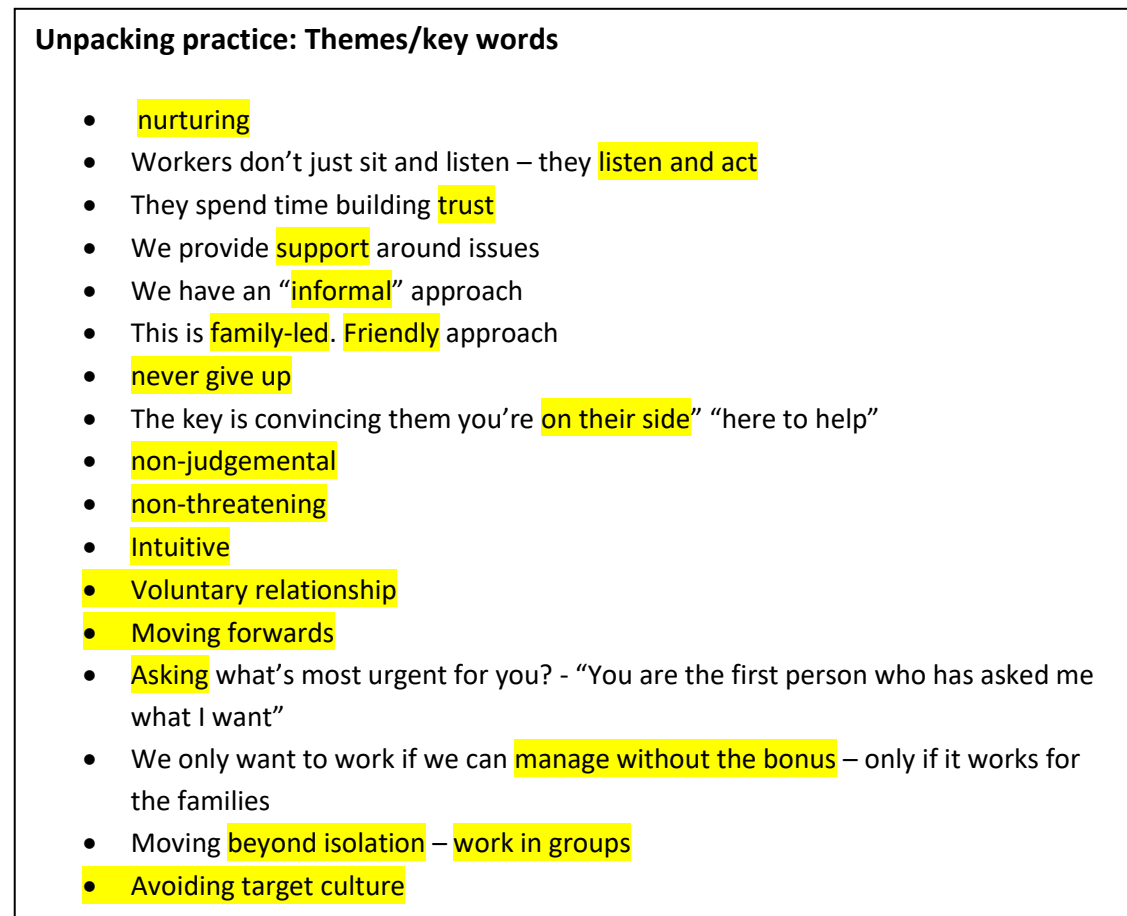 Unpacking practice: Themes/key words
• nurturing
• Workers don’t just sit and listen – they listen and act
• They spend time building trust
• We provide support around issues
• We have an “informal” approach
• This is family-led. Friendly approach
• never give up
• The key is convincing them you’re on their side” “here to help”
• non-judgemental
• non-threatening
• Intuitive
• Voluntary relationship
• Moving forwards
• Asking what’s most urgent for you? - “You are the first person who has asked me
what I want”
• We only want to work if we can manage without the bonus – only if it works for
the families
• Moving beyond isolation – work in groups
• Avoiding target culture